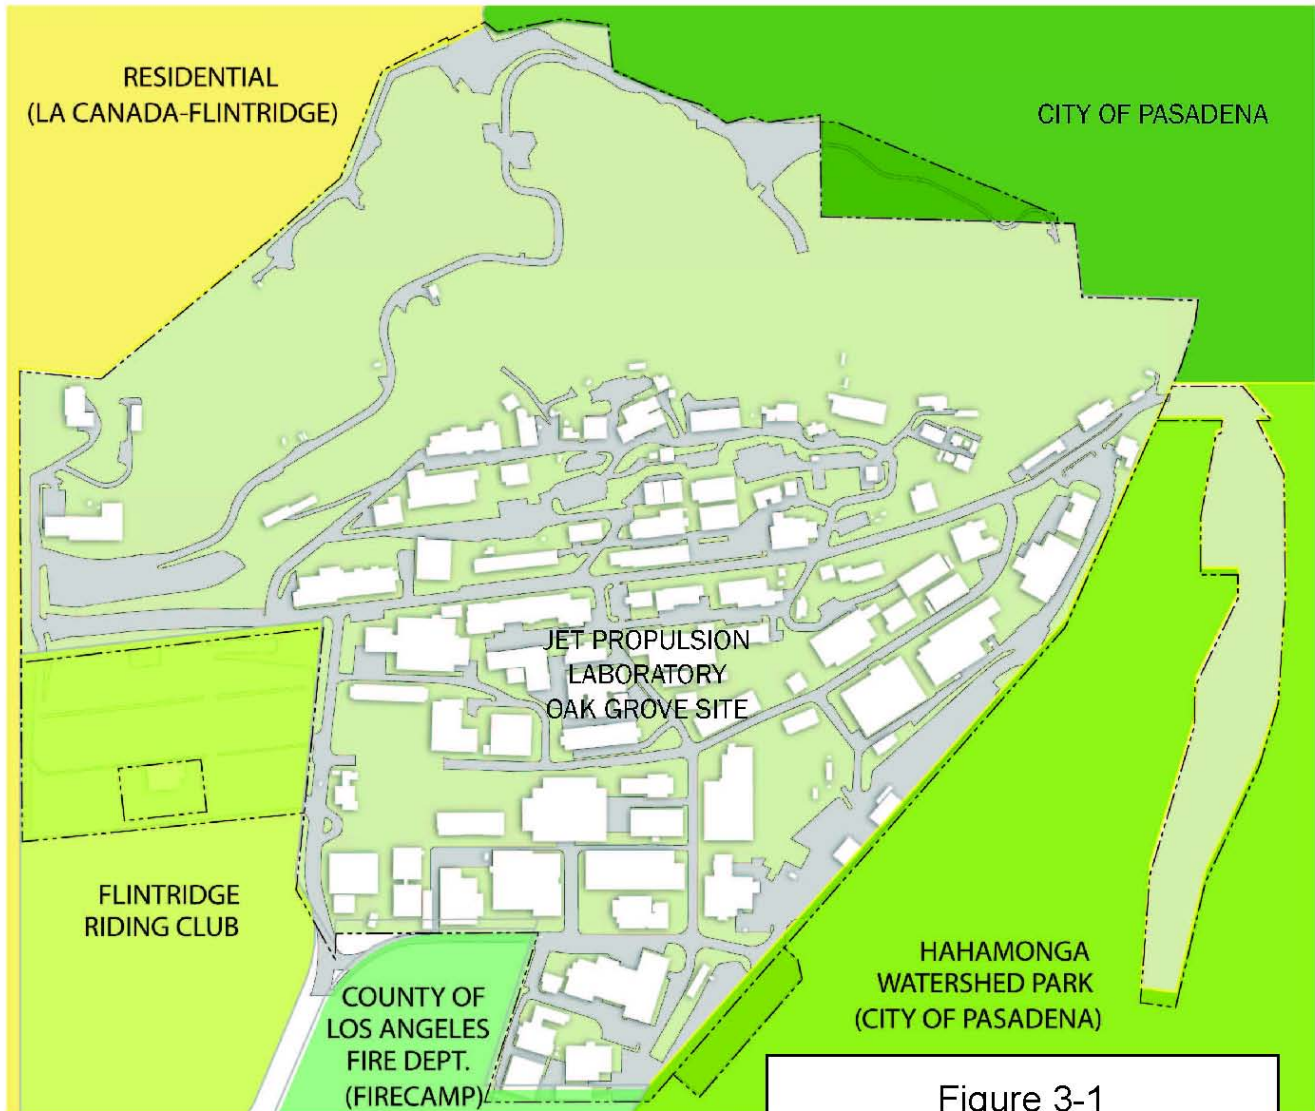 RESIDENTIAL
(LA CANADA-FLINTRIDGE)
CITY OF PASADENA
JET PROPULSION
LABORATORY
OAK GROVE SITE
FLINTRIDGE
RIDING CLUB
COUNTY OF
LOS ANGELES
FIRE DEPT.
(FIRECAMP)
HAHAMONGA
WATERSHED PARK
(CITY OF PASADENA)
Figure 3-1